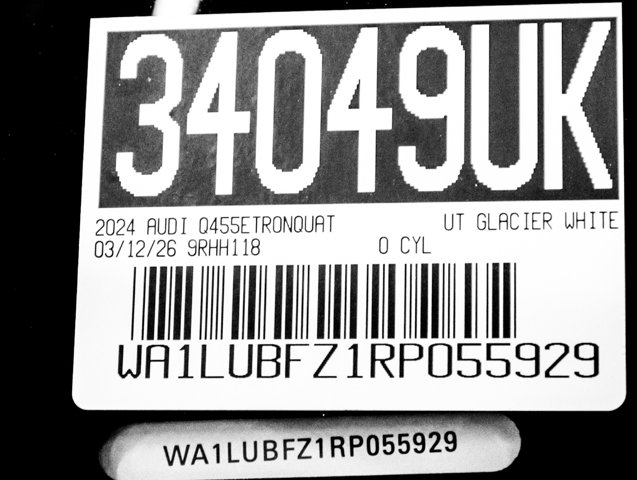 34049UK
2024 AUDI Q455ETRONQUAT UT GLACIER WHITE
03/12/26 9RHH118 0 CYL
WA1LUBFZ1RP055929
WA1LUBFZ1RP055929